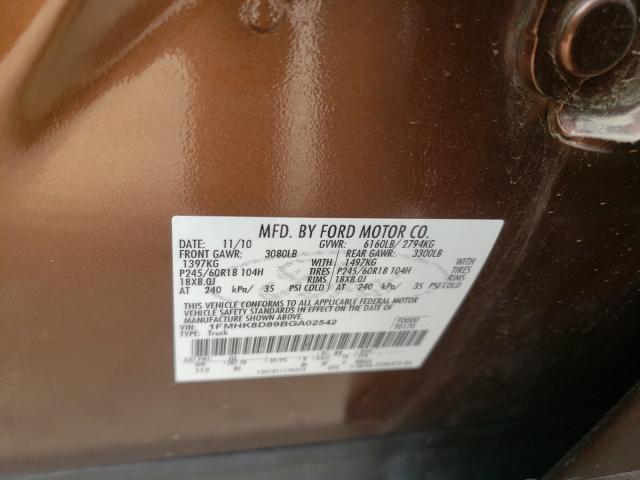 MFD. BY FORD MOTOR CO.
DATE: 11/10 GVWR: 6160LB/ 2794KG
FRONT GAWR: 3080LB REAR GAWR: 3300LB
1397KG WITH 1497KG WITH
P245/60R18 104H TIRES P245/60R18 104H TIRES
18X8.0J RIMS 18X8.0J RIMS
AT 240 kPa/ 35 PSI COLD AT 240 kPa/ 35 PSI COLD
THIS VEHICLE CONFORMS TO ALL APPLICABLE FEDERAL MOTOR
VEHICLE SAFETY STANDARDS IN EFFECT ON THE DATE OF
MANUFACTURE SHOWN ABOVE.
VIN: 1FMHK8D89BGA02542 F0000
TYPE: Truck 10170